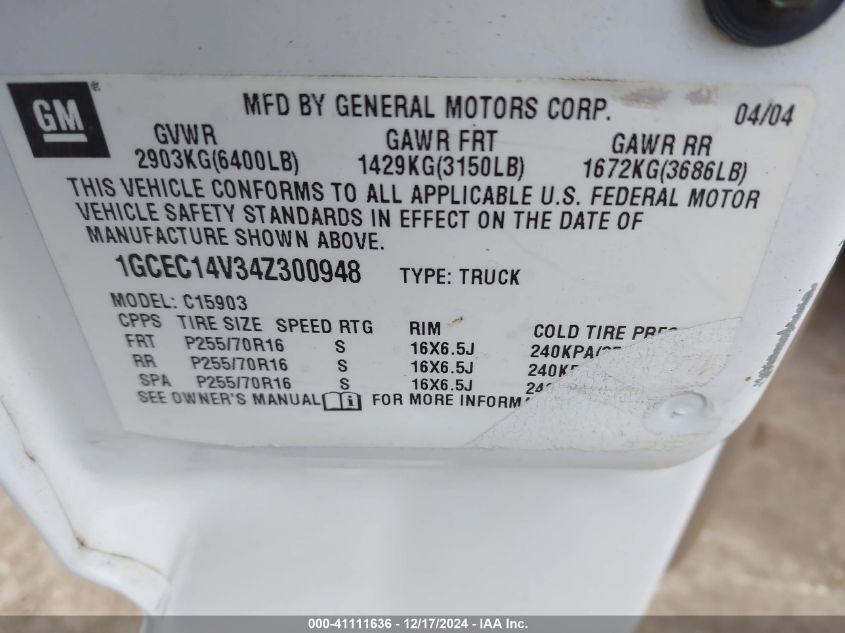 GM®
MFD BY GENERAL MOTORS CORP. 04/04
GVWR GAWR FRT GAWR RR
2903KG(6400LB) 1429KG(3150LB) 1672KG(3686LB)
THIS VEHICLE CONFORMS TO ALL APPLICABLE U.S. FEDERAL MOTOR
VEHICLE SAFETY STANDARDS IN EFFECT ON THE DATE OF
MANUFACTURE SHOWN ABOVE.
1GCEC14V34Z300948 TYPE: TRUCK
MODEL: C15903
CPPS TIRE SIZE SPEED RTG RIM COLD TIRE
FRT P255/70R16 S 16X6.5J 240KPA
RR P255/70R16 S 16X6.5J
SPA P255/70R16 S 16X6.5J
SEE OWNER'S MANUAL FOR MORE
000-41111636 - 12/17/2024 - IAA Inc.